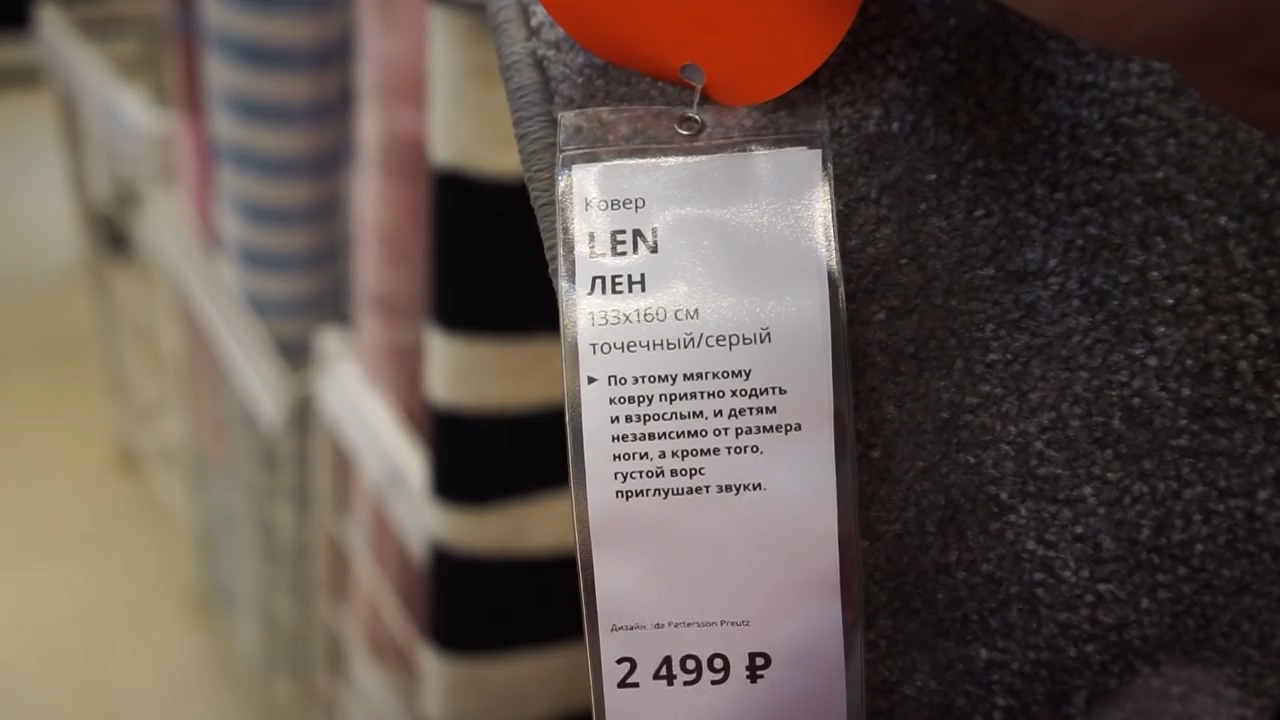 Ковер
LEN
ЛЕН
133x160 см
точечный/серый
► По этому мягкому
ковру приятно ходить
и взрослым, и детям
независимо от размера
ноги, а кроме того,
густой ворс
приглушает звуки.
Дизайн: Ida Pettersson Preutz
2 499 ₽